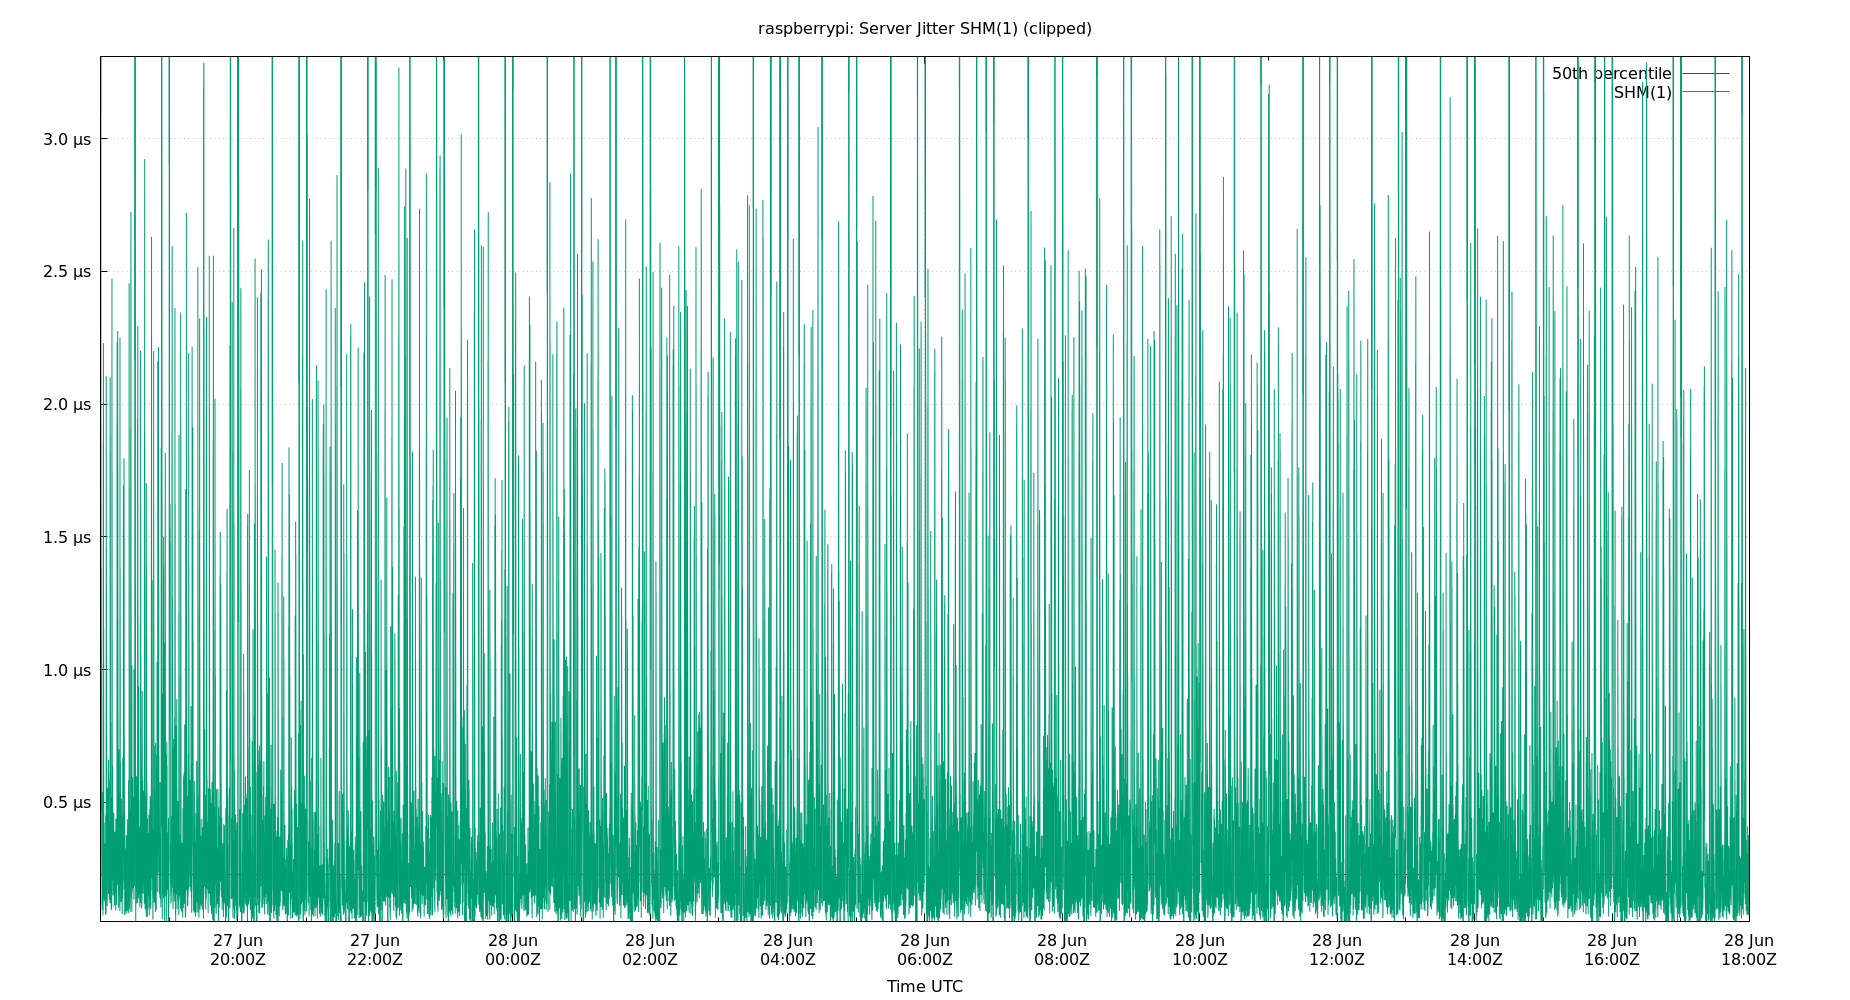 raspberrypi: Server Jitter SHM(1) (clipped)
50th percentile
SHM(1)
3.0 µs
2.5 µs
2.0 µs
1.5 µs
1.0 µs
0.5 µs
27 Jun 27 Jun 28 Jun 28 Jun 28 Jun 28 Jun 28 Jun 28 Jun 28 Jun 28 Jun 28 Jun 28 Jun
20:00Z 22:00Z 00:00Z 02:00Z 04:00Z 06:00Z 08:00Z 10:00Z 12:00Z 14:00Z 16:00Z 18:00Z
Time UTC